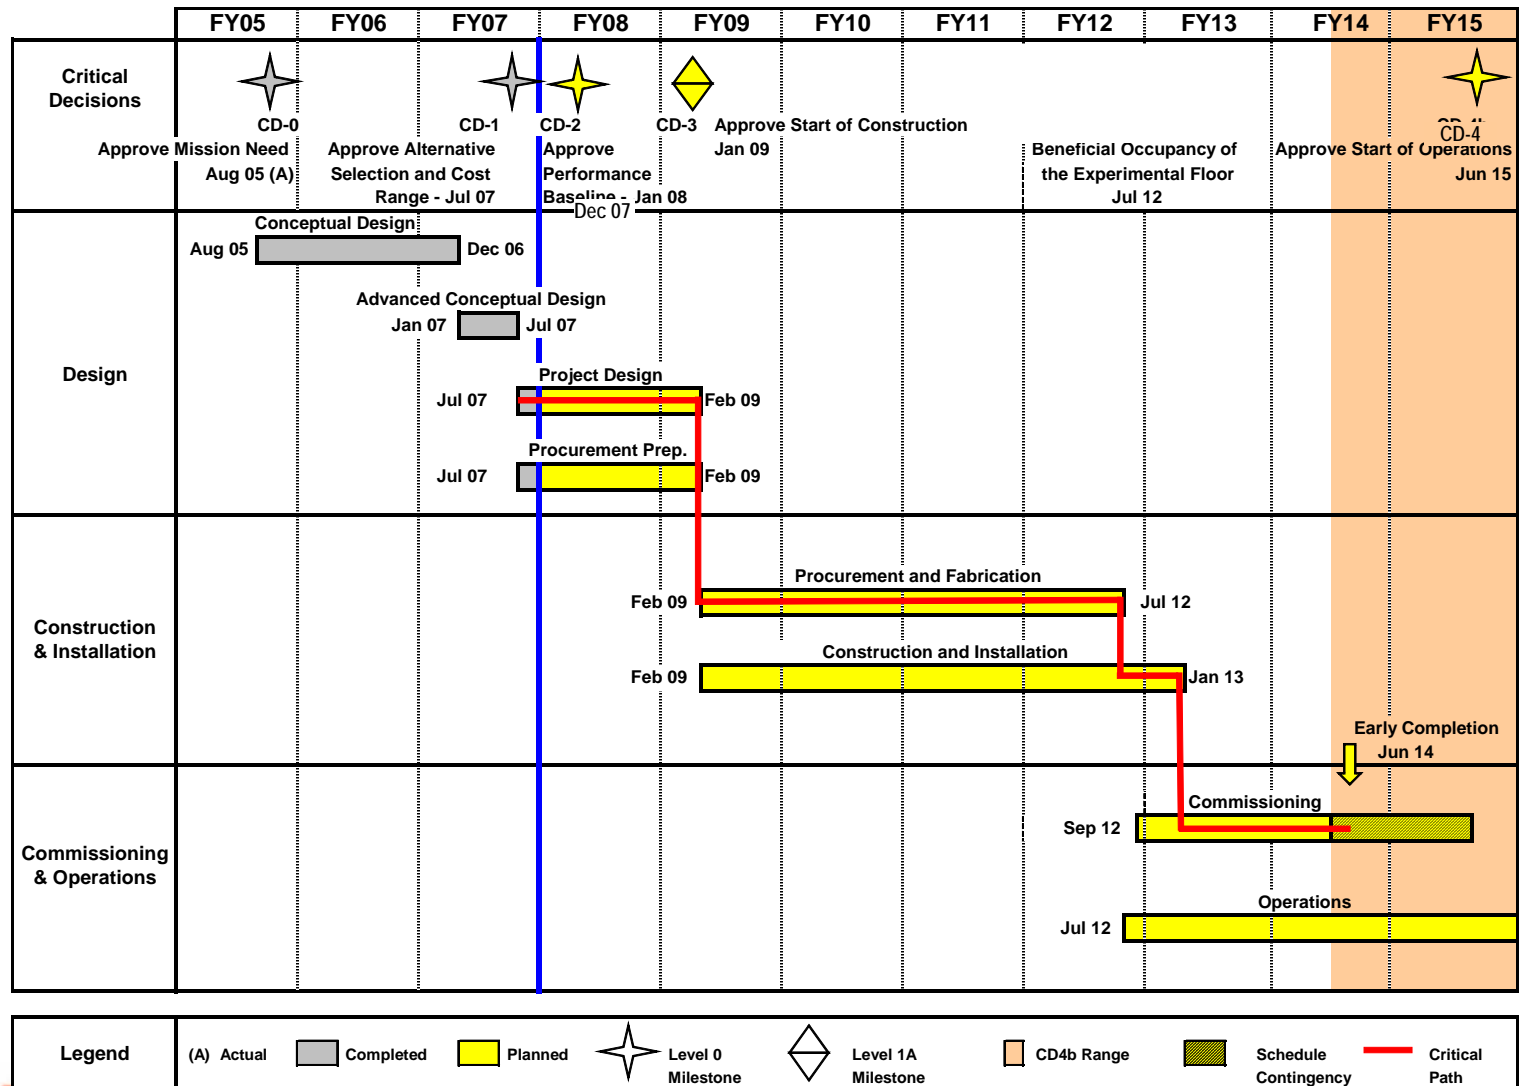 FY05 FY06 FY07 FY08 FY09 FY10 FY11 FY12 FY13 FY14 FY15
Critical
Decisions
CD-0
Approve Mission Need
Aug 05 (A)
CD-1
Approve Alternative
Selection and Cost
Range - Jul 07
CD-2
Approve
Performance
Baseline - Jan 08
Dec 07
CD-3
Approve Start of Construction
Jan 09
Beneficial Occupancy of
the Experimental Floor
Jul 12
CD-4b
CD-4
Approve Start of Operations
Jun 15
Design
Conceptual Design
Aug 05 Dec 06
Advanced Conceptual Design
Jan 07 Jul 07
Project Design
Jul 07 Feb 09
Procurement Prep.
Jul 07 Feb 09
Construction
& Installation
Procurement and Fabrication
Feb 09 Jul 12
Construction and Installation
Feb 09 Jan 13
Early Completion
Jun 14
Commissioning
& Operations
Commissioning
Sep 12
Operations
Jul 12
Legend
(A) Actual
Completed
Planned
Level 0
Milestone
Level 1A
Milestone
CD4b Range
Schedule
Contingency
Critical
Path